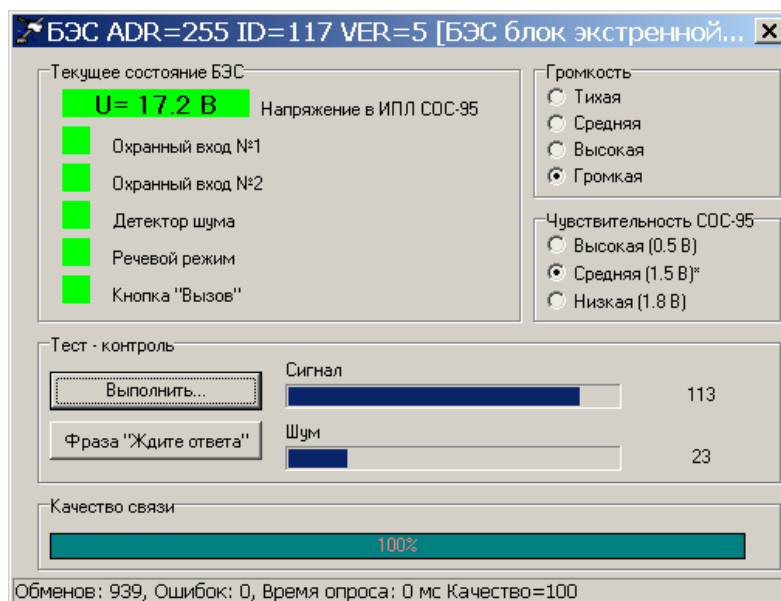 БЭС ADR=255 ID=117 VER=5 [БЭС блок экстренной...
Текущее состояние БЭС
U= 17.2 В Напряжение в ИПЛ СОС-95
Охранный вход №1
Охранный вход №2
Детектор шума
Речевой режим
Кнопка "Вызов"
Громкость
Тихая
Средняя
Высокая
Громкая
Чувствительность СОС-95
Высокая (0.5 В)
Средняя (1.5 В)*
Низкая (1.8 В)
Тест - контроль
Выполнить...
Сигнал
113
Фраза "Ждите ответа"
Шум
23
Качество связи
100%
Обменов: 939, Ошибок: 0, Время опроса: 0 мс Качество=100